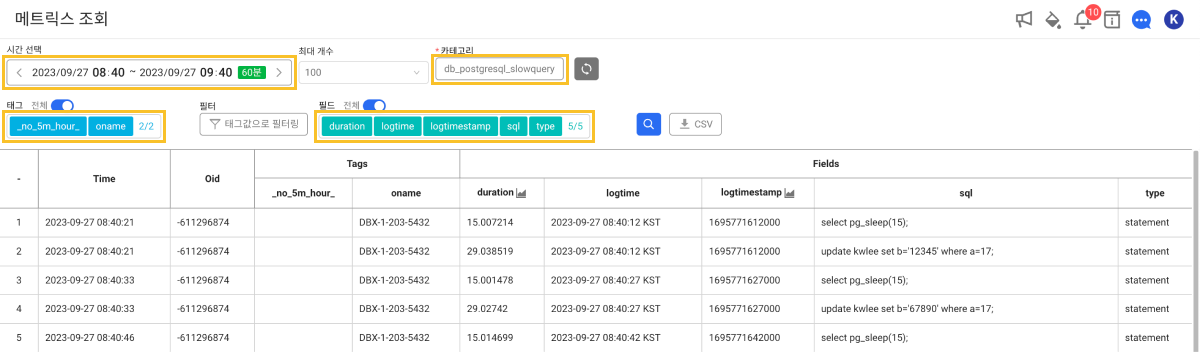 메트릭스 조회
10
K
시간 선택
최대 개수
* 카테고리
2023/09/27 08:40 ~ 2023/09/27 09:40 60분
100
db_postgresql_slowquery
태그 전체
필터
필드 전체
_no_5m_hour_ oname 2/2
태그값으로 필터링
duration logtime logtimestamp sql type 5/5
CSV
- Time Oid Tags Fields
_no_5m_hour_ oname duration logtime logtimestamp sql type
1 2023-09-27 08:40:21 -611296874 DBX-1-203-5432 15.007214 2023-09-27 08:40:12 KST 1695771612000 select pg_sleep(15); statement
2 2023-09-27 08:40:21 -611296874 DBX-1-203-5432 29.038519 2023-09-27 08:40:12 KST 1695771612000 update kwlee set b='12345' where a=17; statement
3 2023-09-27 08:40:33 -611296874 DBX-1-203-5432 15.001478 2023-09-27 08:40:27 KST 1695771627000 select pg_sleep(15); statement
4 2023-09-27 08:40:33 -611296874 DBX-1-203-5432 29.02742 2023-09-27 08:40:27 KST 1695771627000 update kwlee set b='67890' where a=17; statement
5 2023-09-27 08:40:46 -611296874 DBX-1-203-5432 15.014699 2023-09-27 08:40:42 KST 1695771642000 select pg_sleep(15); statement